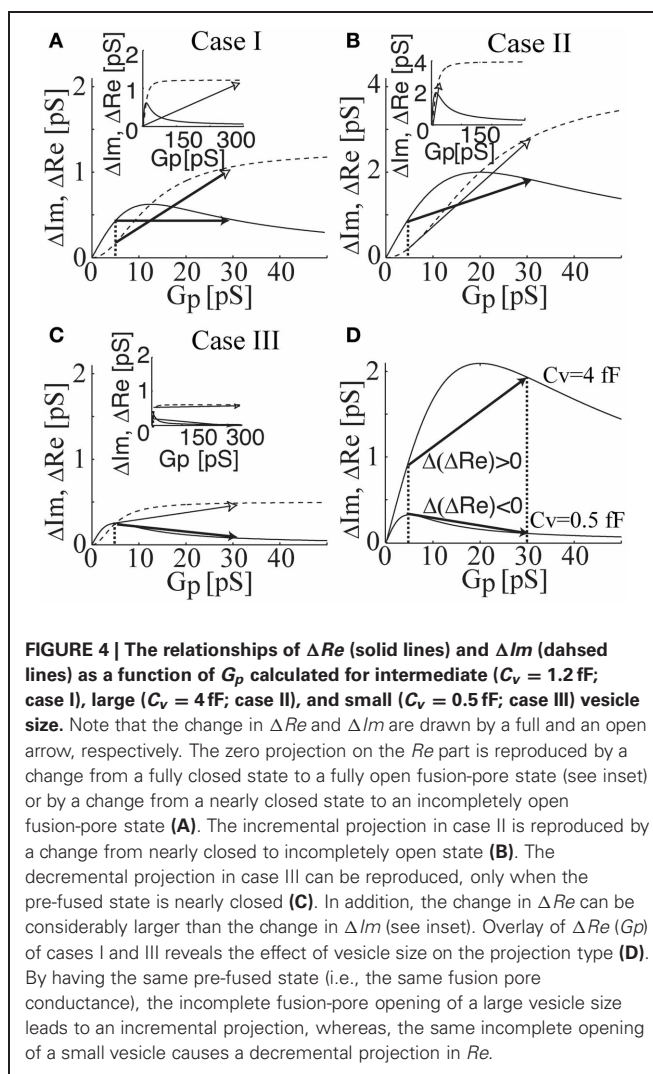 A
Case I
2
1
0
150
300
Gp[pS]
ΔIm, ΔRe [pS]
2
1
0
0
10
20
30
40
Gp [pS]
ΔIm, ΔRe [pS]
B
Case II
4
2
0
150
Gp[pS]
ΔIm, ΔRe [pS]
4
2
0
0
10
20
30
40
Gp [pS]
ΔIm, ΔRe [pS]
C
Case III
2
1
0
150
300
Gp [pS]
ΔIm, ΔRe [pS]
2
1
0
0
10
20
30
40
Gp [pS]
ΔIm, ΔRe [pS]
D
Cv=4 fF
Δ(ΔRe)>0
Δ(ΔRe)<0
Cv=0.5 fF
2
1
0
0
10
20
30
40
Gp [pS]
ΔIm, ΔRe [pS]
FIGURE 4 | The relationships of ΔRe (solid lines) and ΔIm (dahsed
lines) as a function of Gp calculated for intermediate (Cv = 1.2 fF;
case I), large (Cv = 4 fF; case II), and small (Cv = 0.5 fF; case III) vesicle
size. Note that the change in ΔRe and ΔIm are drawn by a full and an open
arrow, respectively. The zero projection on the Re part is reproduced by a
change from a fully closed state to a fully open fusion-pore state (see inset)
or by a change from a nearly closed state to an incompletely open
fusion-pore state (A). The incremental projection in case II is reproduced by
a change from nearly closed to incompletely open state (B). The
decremental projection in case III can be reproduced, only when the
pre-fused state is nearly closed (C). In addition, the change in ΔRe can be
considerably larger than the change in ΔIm (see inset). Overlay of ΔRe (Gp)
of cases I and III reveals the effect of vesicle size on the projection type (D).
By having the same pre-fused state (i.e., the same fusion pore
conductance), the incomplete fusion-pore opening of a large vesicle size
leads to an incremental projection, whereas, the same incomplete opening
of a small vesicle causes a decremental projection in Re.